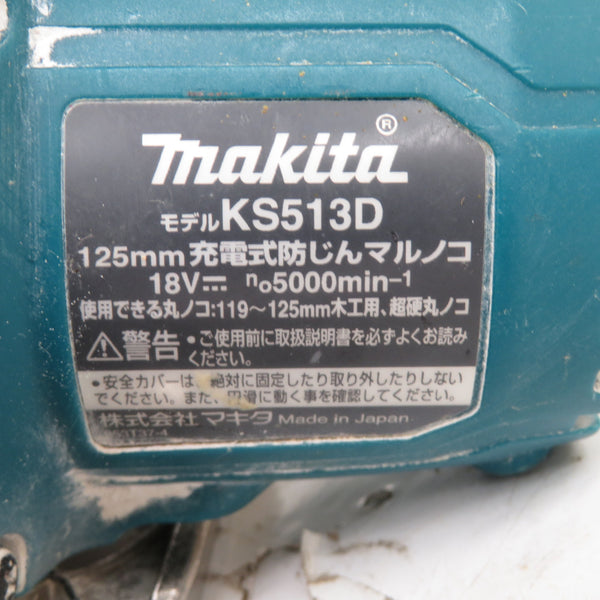 makita®
モデルKS513D
125mm 充電式防じんマルノコ
18V⎓ n₀5000min⁻¹
使用できる丸ノコ:119～125mm木工用、超硬丸ノコ
⚠警告 ・ご使用前に取扱説明書を必ずよくお読み
ください。
・安全カバーは、絶対に固定したり取り外したりしない
でください。また、円滑に動く事を確認してください。
株式会社 マキタ Made in Japan